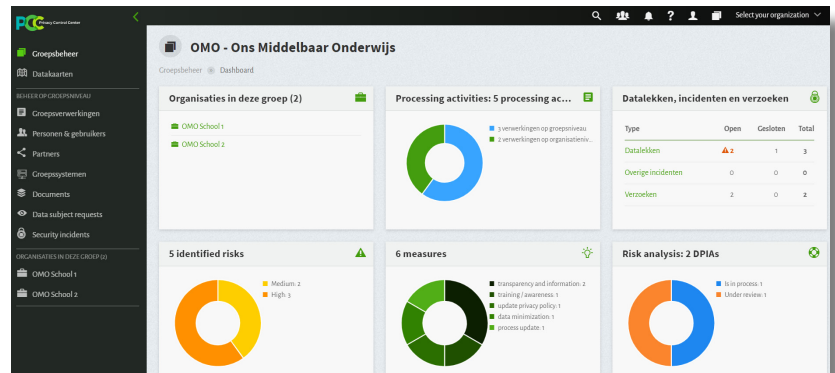 PCC Privacy Control Center
Select your organization
Groepsbeheer
Datakaarten
BEHEER OP GROEPSNIVEAU
Groepsverwerkingen
Personen & gebruikers
Partners
Groepssystemen
Documents
Data subject requests
Security incidents
ORGANISATIES IN DEZE GROEP (2)
OMO School 1
OMO School 2
OMO - Ons Middelbaar Onderwijs
Groepsbeheer Dashboard
Organisaties in deze groep (2)
OMO School 1
OMO School 2
Processing activities: 5 processing ac...
3 verwerkingen op groepsniveau
2 verwerkingen op organisatieniv...
Datalekken, incidenten en verzoeken
Type Open Gesloten Total
Datalekken 2 1 3
Overige incidenten 0 0 0
Verzoeken 2 0 2
5 identified risks
Medium: 2
High: 3
6 measures
transparency and information: 2
training / awareness: 1
update privacy policy: 1
data minimization: 1
process update: 1
Risk analysis: 2 DPIAs
Is in process: 1
Under review: 1